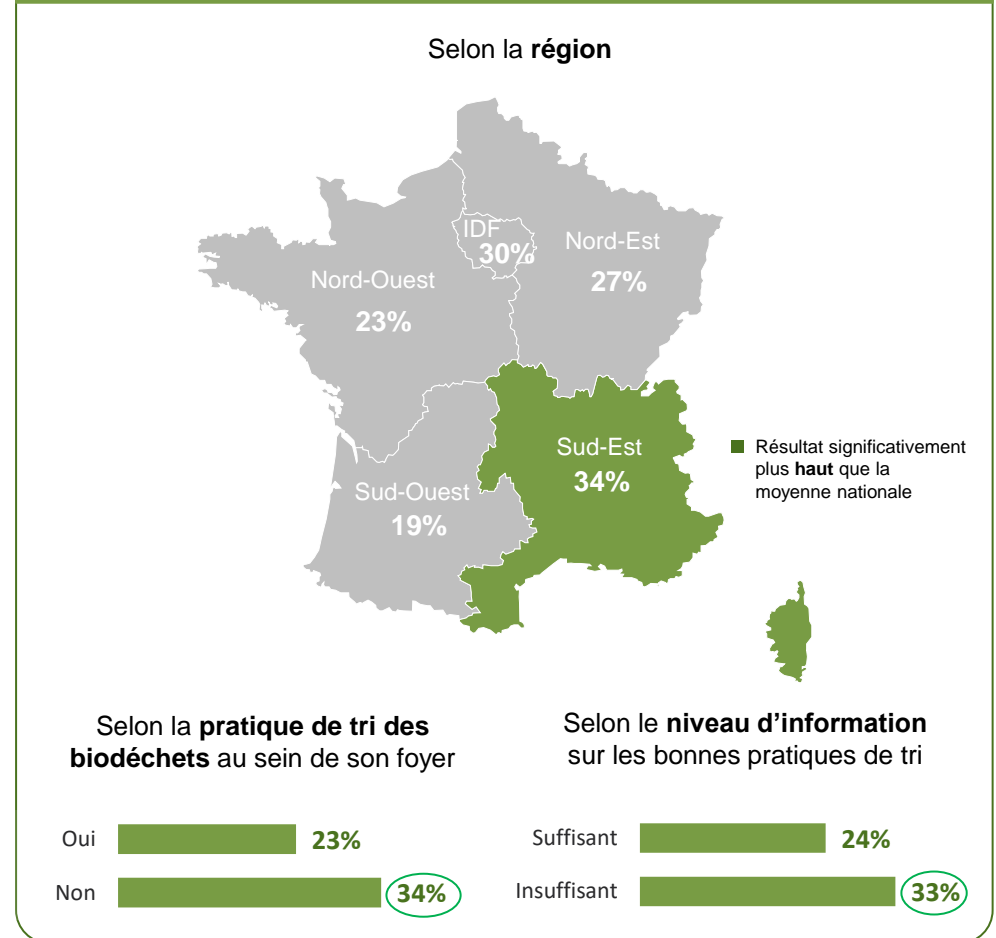 Selon la région
IDF
30%
Nord-Est
27%
Nord-Ouest
23%
Sud-Est
34%
Sud-Ouest
19%
Résultat significativement
plus haut que la
moyenne nationale
Selon la pratique de tri des
biodéchets au sein de son foyer
Oui 23%
Non 34%
Selon le niveau d’information
sur les bonnes pratiques de tri
Suffisant 24%
Insuffisant 33%